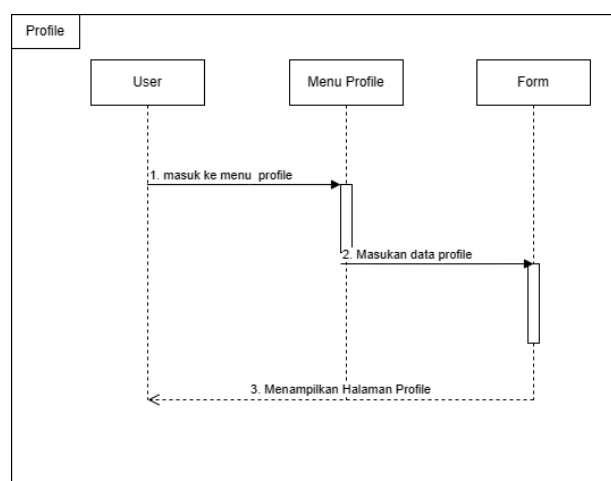 Profile
User
Menu Profile
Form
1. masuk ke menu profile
2. Masukan data profile
3. Menampilkan Halaman Profile